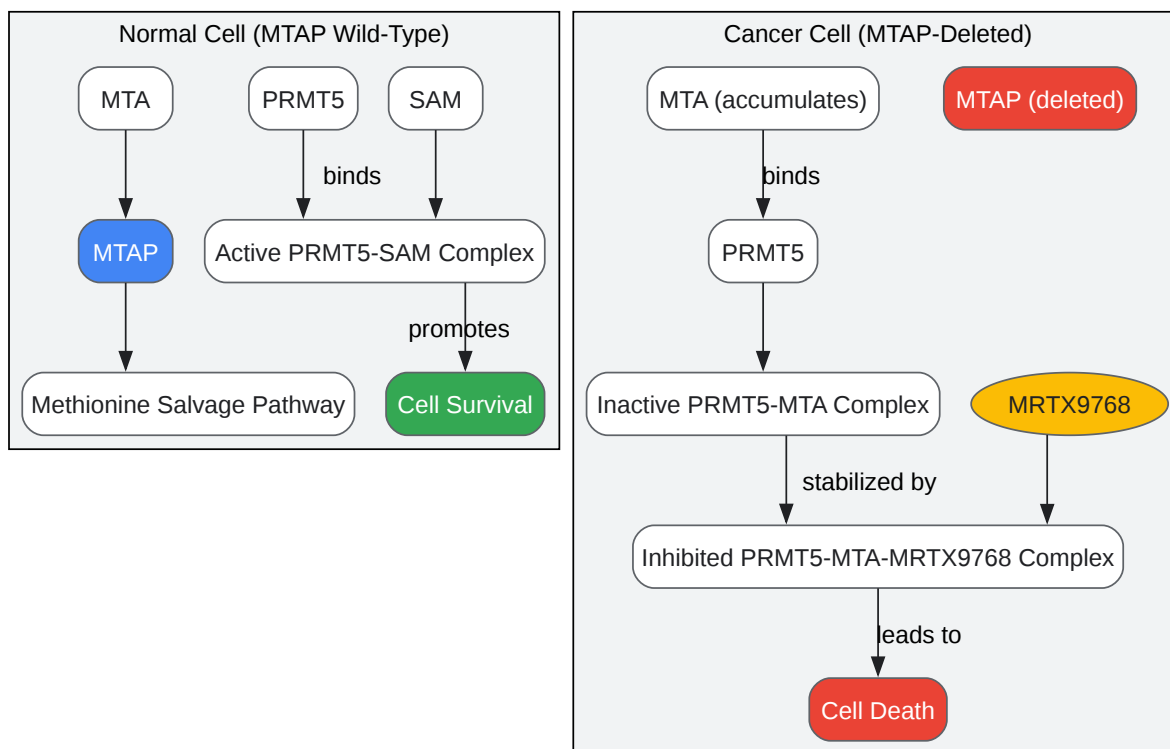 Normal Cell (MTAP Wild-Type)
MTA
PRMT5
SAM
binds
MTAP
Active PRMT5-SAM Complex
promotes
Methionine Salvage Pathway
Cell Survival
Cancer Cell (MTAP-Deleted)
MTA (accumulates)
MTAP (deleted)
binds
PRMT5
Inactive PRMT5-MTA Complex
MRTX9768
stabilized by
Inhibited PRMT5-MTA-MRTX9768 Complex
leads to
Cell Death